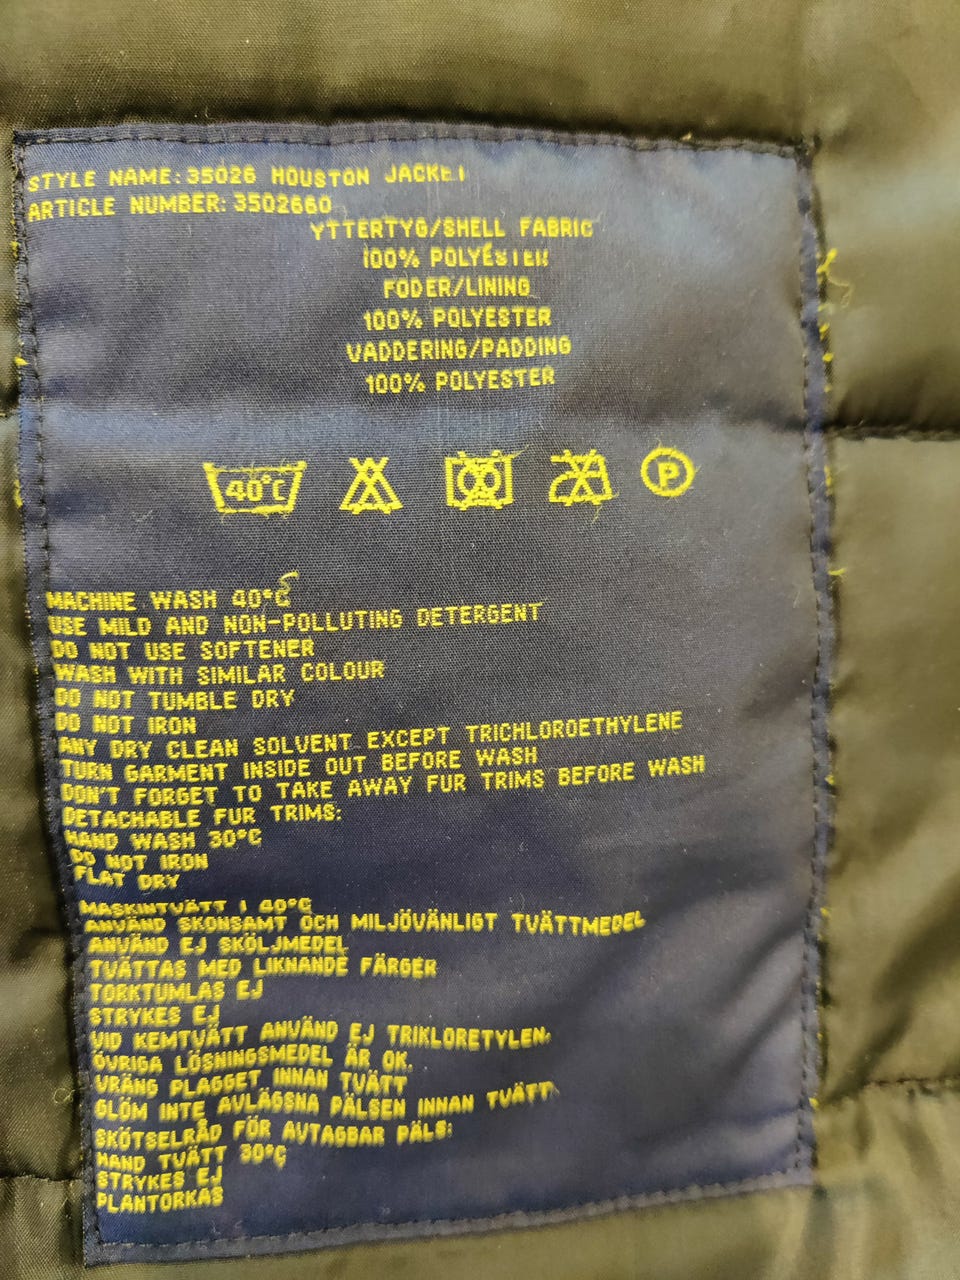 STYLE NAME: 35026 HOUSTON JACKET
ARTICLE NUMBER: 3502660
YTTERTYG/SHELL FABRIC
100% POLYESTER
FODER/LINING
100% POLYESTER
VADDERING/PADDING
100% POLYESTER
40°C
P
MACHINE WASH 40°C
USE MILD AND NON-POLLUTING DETERGENT
DO NOT USE SOFTENER
WASH WITH SIMILAR COLOUR
DO NOT TUMBLE DRY
DO NOT IRON
ANY DRY CLEAN SOLVENT EXCEPT TRICHLOROETHYLENE
TURN GARMENT INSIDE OUT BEFORE WASH
DON'T FORGET TO TAKE AWAY FUR TRIMS BEFORE WASH
DETACHABLE FUR TRIMS:
HAND WASH 30°C
DO NOT IRON
FLAT DRY
MASKINTVÄTT I 40°C
ANVÄND SKONSAMT OCH MILJÖVÄNLIGT TVÄTTMEDEL
ANVÄND EJ SKÖLJMEDEL
TVÄTTAS MED LIKNANDE FÄRGER
TORKTUMLAS EJ
STRYKES EJ
VID KEMTVÄTT ANVÄND EJ TRIKLORETYLEN.
ÖVRIGA LÖSNINGSMEDEL ÄR OK.
VRÄNG PLAGGET INNAN TVÄTT
GLÖM INTE AVLÄGSNA PÄLSEN INNAN TVÄTT
SKÖTSELRÅD FÖR AVTAGBAR PÄLS:
HAND TVÄTT 30°C
STRYKES EJ
PLANTORKAS